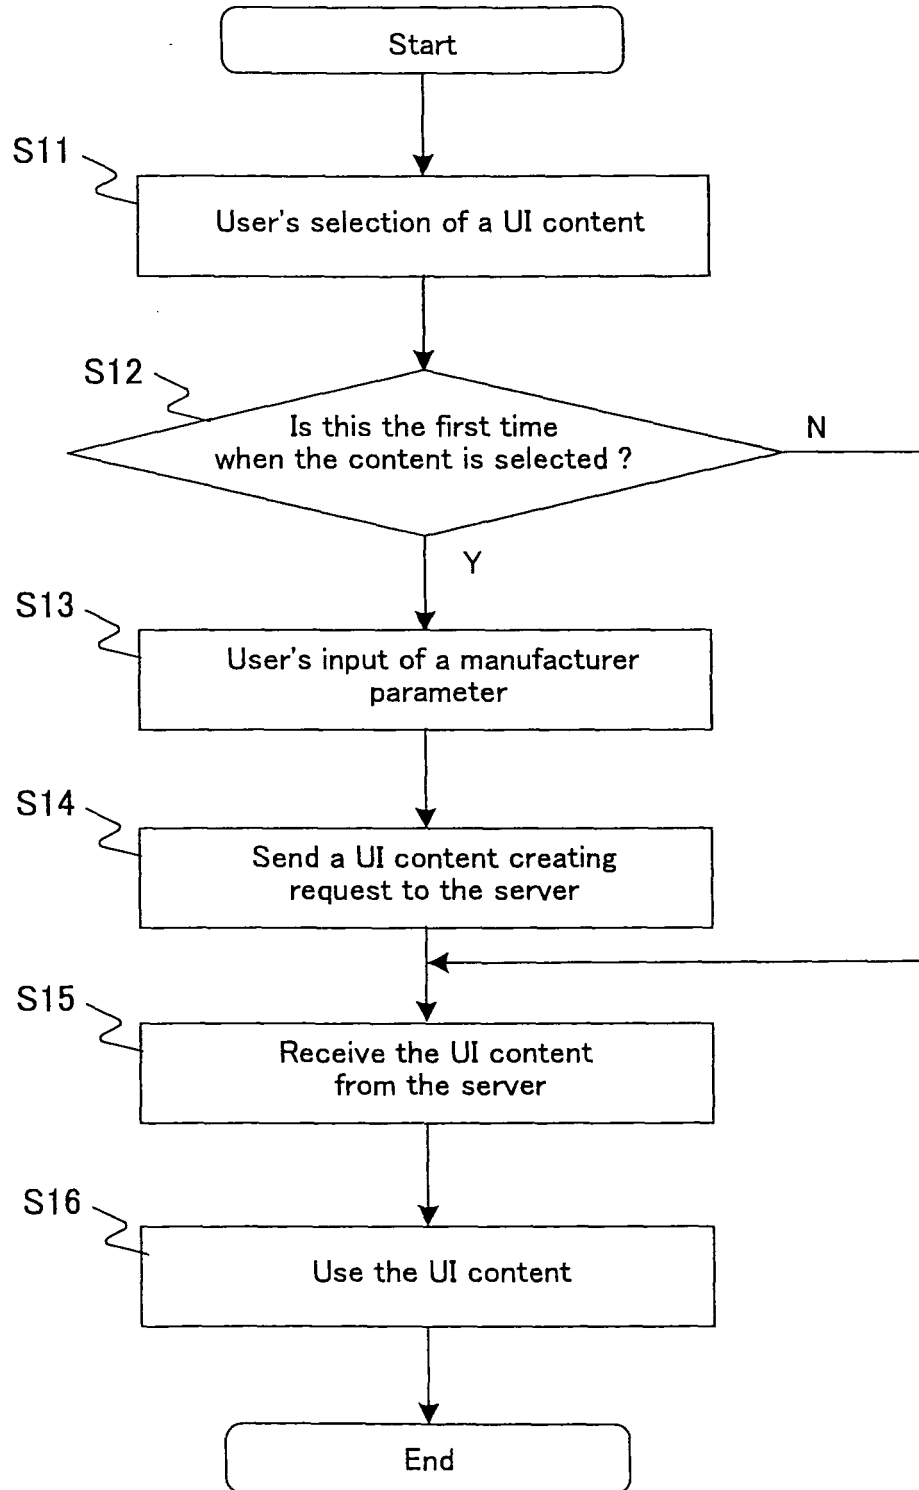 Start
S11
User's selection of a UI content
S12
Is this the first time
when the content is selected ?
N
Y
S13
User's input of a manufacturer
parameter
S14
Send a UI content creating
request to the server
S15
Receive the UI content
from the server
S16
Use the UI content
End